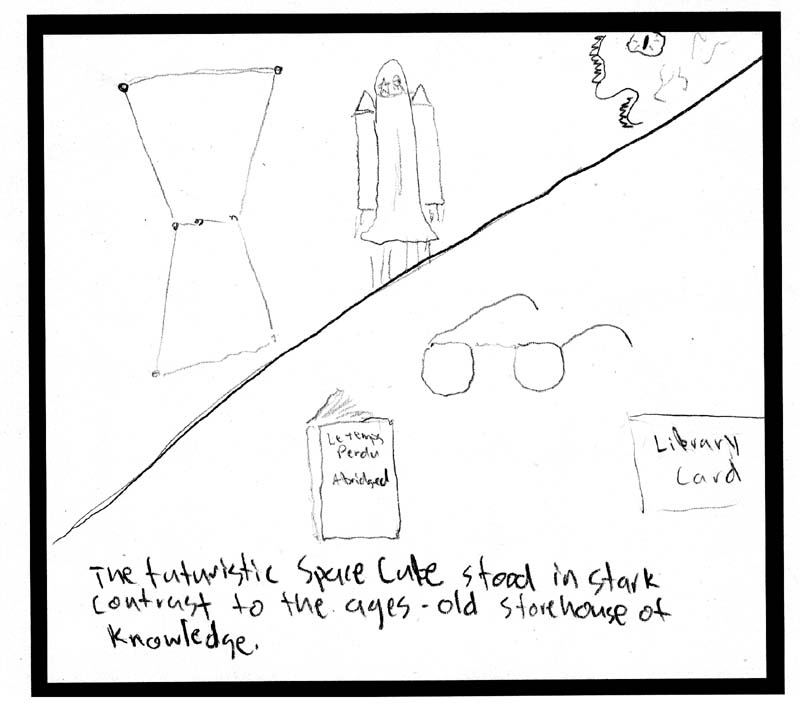 Le Temps
Perdu
Abridged
Library
Card
The futuristic Space Cube stood in stark
contrast to the ages-old storehouse of
knowledge.